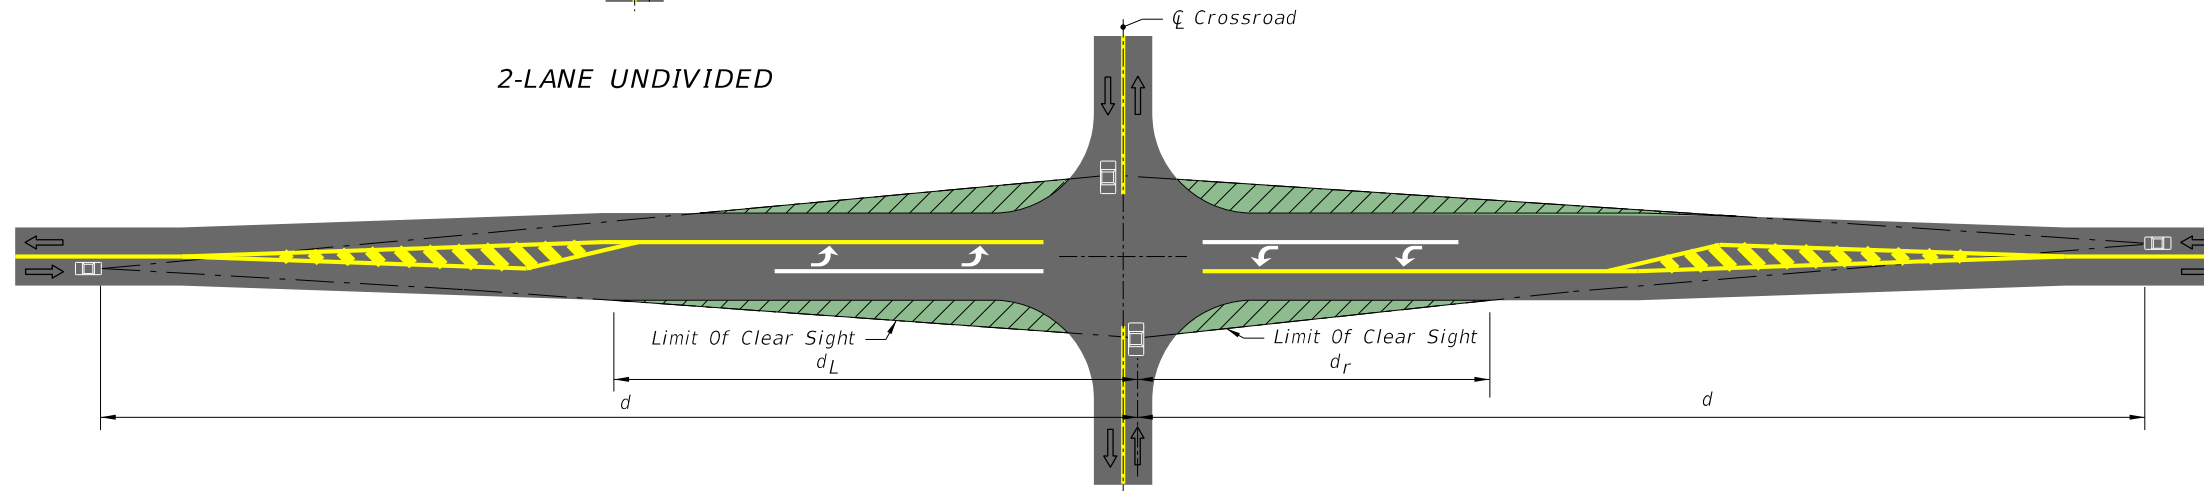 ℄ Crossroad
2-LANE UNDIVIDED
Limit Of Clear Sight
Limit Of Clear Sight
dL
dr
d
d